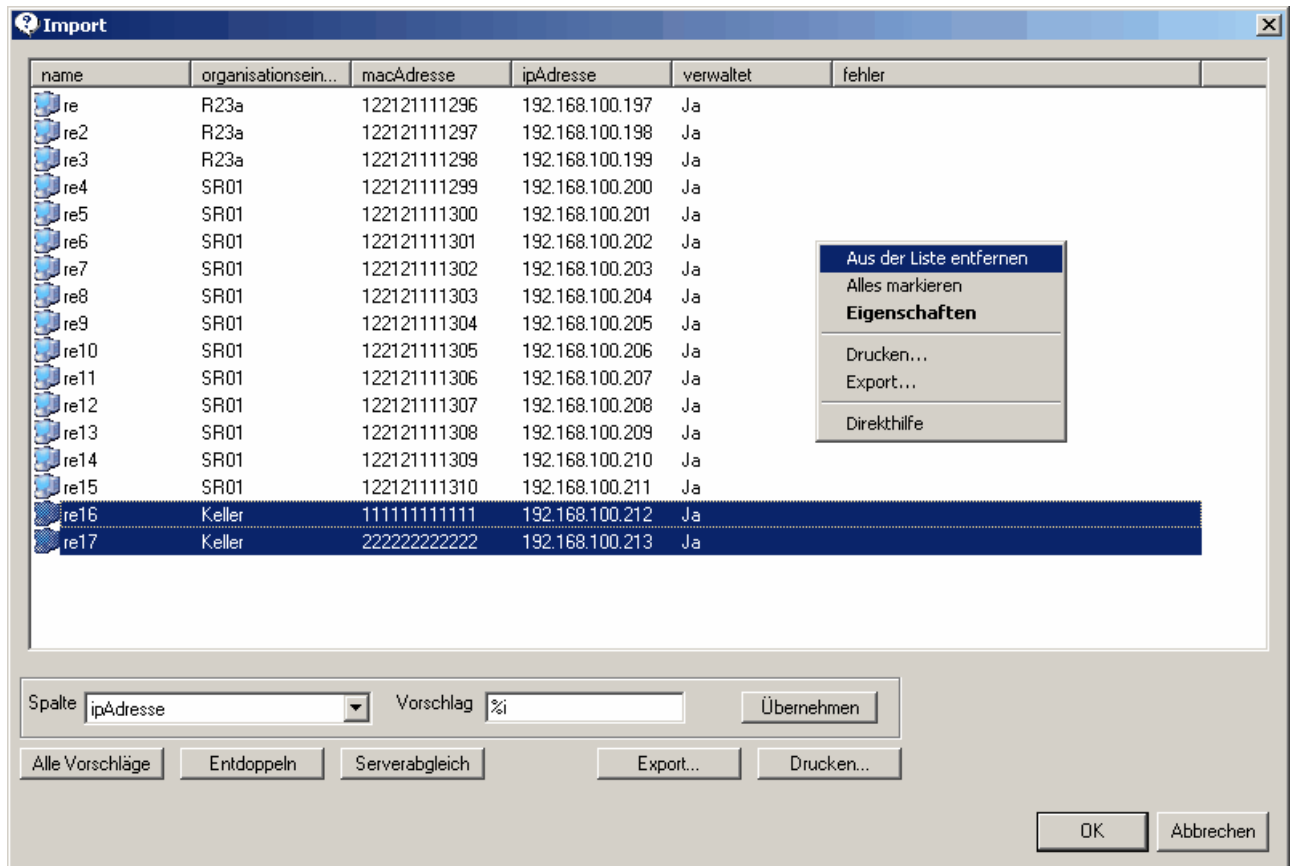 Import
name organisationsein... macAdresse ipAdresse verwaltet fehler
re R23a 122121111296 192.168.100.197 Ja
re2 R23a 122121111297 192.168.100.198 Ja
re3 R23a 122121111298 192.168.100.199 Ja
re4 SR01 122121111299 192.168.100.200 Ja
re5 SR01 122121111300 192.168.100.201 Ja
re6 SR01 122121111301 192.168.100.202 Ja
re7 SR01 122121111302 192.168.100.203 Ja
re8 SR01 122121111303 192.168.100.204 Ja
re9 SR01 122121111304 192.168.100.205 Ja
re10 SR01 122121111305 192.168.100.206 Ja
re11 SR01 122121111306 192.168.100.207 Ja
re12 SR01 122121111307 192.168.100.208 Ja
re13 SR01 122121111308 192.168.100.209 Ja
re14 SR01 122121111309 192.168.100.210 Ja
re15 SR01 122121111310 192.168.100.211 Ja
re16 Keller 111111111111 192.168.100.212 Ja
re17 Keller 222222222222 192.168.100.213 Ja
Aus der Liste entfernen
Alles markieren
Eigenschaften
Drucken...
Export...
Direkthilfe
Spalte ipAdresse Vorschlag %i Übernehmen
Alle Vorschläge Entdoppeln Serverabgleich Export... Drucken...
OK Abbrechen